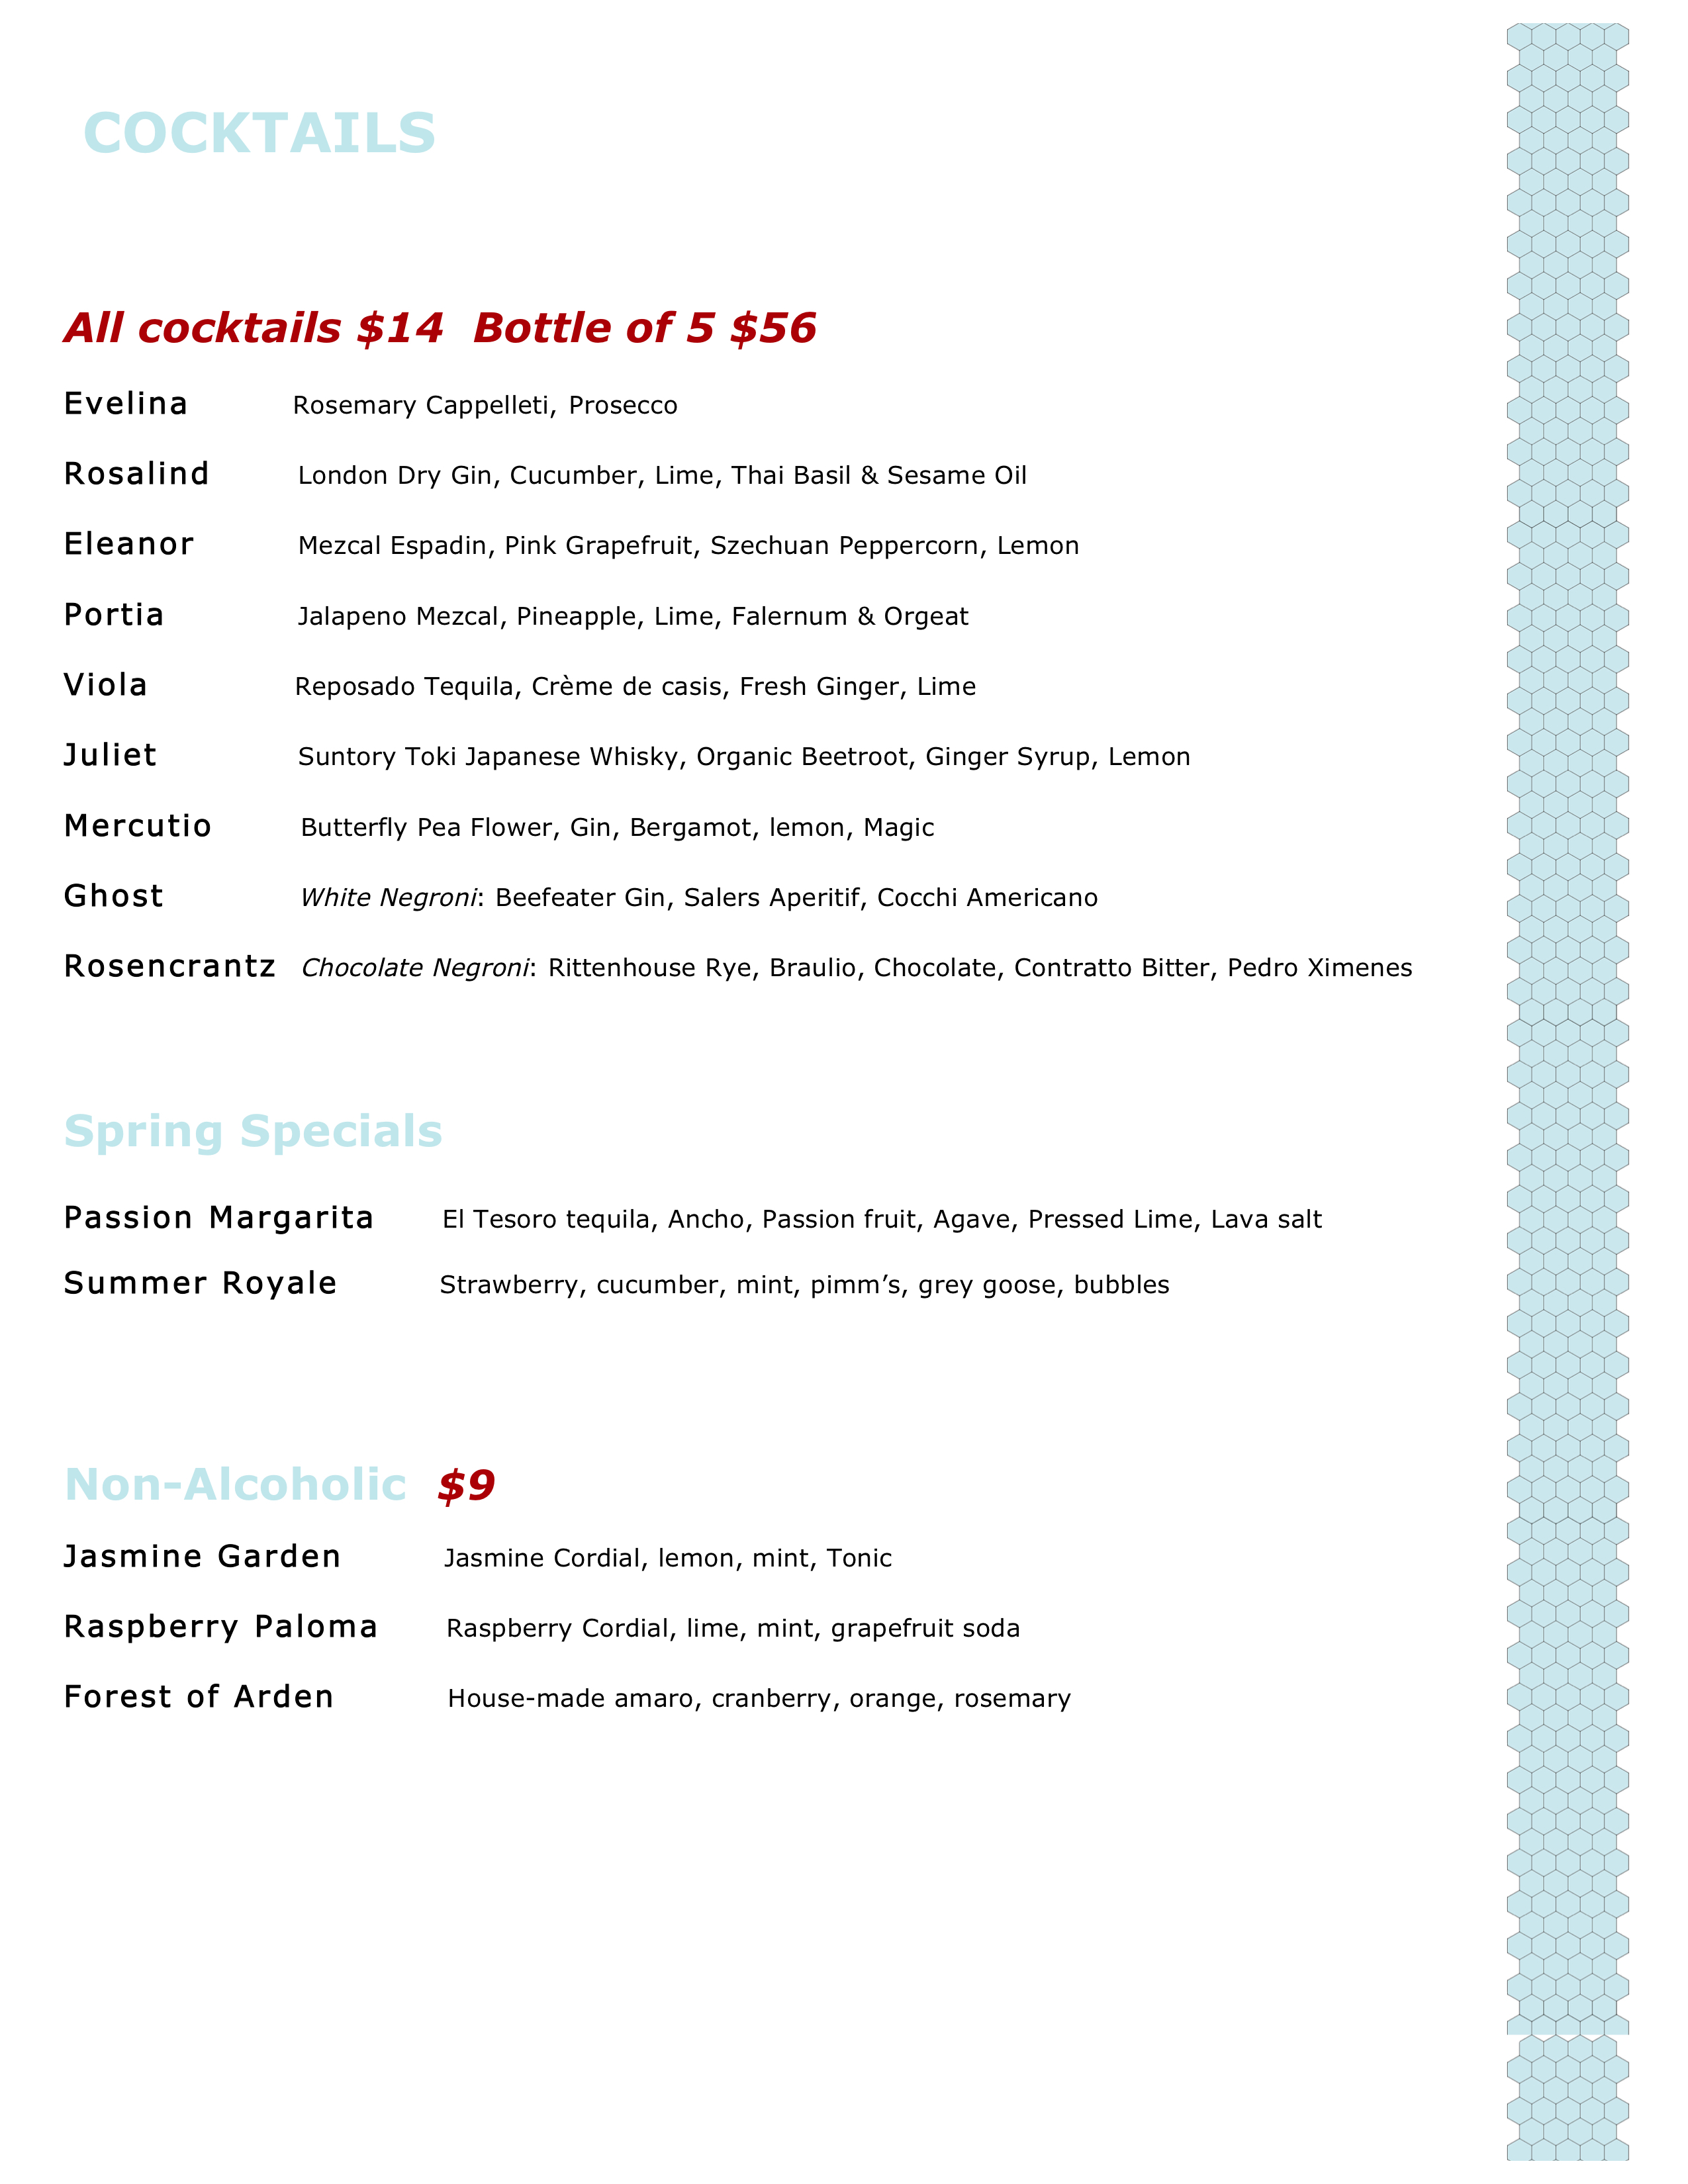 COCKTAILS
All cocktails $14 Bottle of 5 $56
Evelina Rosemary Cappelleti, Prosecco
Rosalind London Dry Gin, Cucumber, Lime, Thai Basil & Sesame Oil
Eleanor Mezcal Espadin, Pink Grapefruit, Szechuan Peppercorn, Lemon
Portia Jalapeno Mezcal, Pineapple, Lime, Falernum & Orgeat
Viola Reposado Tequila, Crème de casis, Fresh Ginger, Lime
Juliet Suntory Toki Japanese Whisky, Organic Beetroot, Ginger Syrup, Lemon
Mercutio Butterfly Pea Flower, Gin, Bergamot, lemon, Magic
Ghost White Negroni: Beefeater Gin, Salers Aperitif, Cocchi Americano
Rosencrantz Chocolate Negroni: Rittenhouse Rye, Braulio, Chocolate, Contratto Bitter, Pedro Ximenes
Spring Specials
Passion Margarita El Tesoro tequila, Ancho, Passion fruit, Agave, Pressed Lime, Lava salt
Summer Royale Strawberry, cucumber, mint, pimm’s, grey goose, bubbles
Non-Alcoholic $9
Jasmine Garden Jasmine Cordial, lemon, mint, Tonic
Raspberry Paloma Raspberry Cordial, lime, mint, grapefruit soda
Forest of Arden House-made amaro, cranberry, orange, rosemary